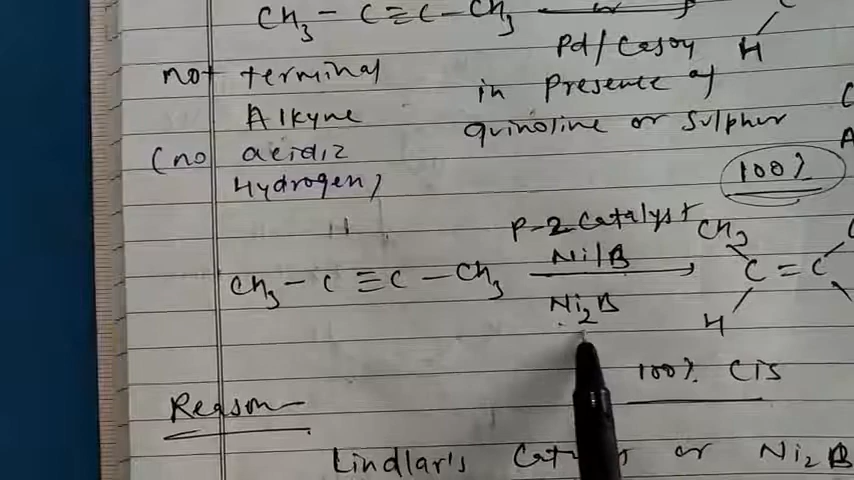 CH3 - C≡C-CH3
Pd/CaSO4 H
not terminal
in Presence of
Alkyne
quinoline or Sulphur
(no acidic
100%
Hydrogen)
"
P-2 Catalyst
CH3-C≡C-CH3 Ni/B CH3 C=C
Ni2B H
100% Cis
Reason
Lindlar's or Ni2B